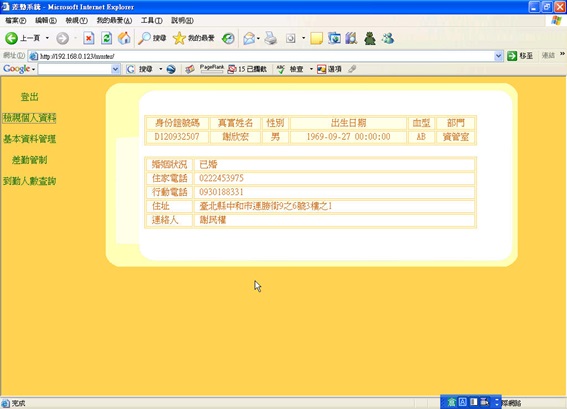 差勤系統 - Microsoft Internet Explorer
檔案(F) 編輯(E) 檢視(V) 我的最愛(A) 工具(T) 說明(H)
上一頁 搜尋 我的最愛
網址(D) http://192.168.0.123/muster/ 移至 連結 »
Google 搜尋 PageRank 15 已攔截 檢查 選項
登出
檢視個人資料
基本資料管理
差勤管制
到勤人數查詢
身份證號碼 真實姓名 性別 出生日期 血型 部門
D120932507 謝欣宏 男 1969-09-27 00:00:00 AB 資管室
婚姻狀況 已婚
住家電話 0222453975
行動電話 0930188331
住址 臺北縣中和市連勝街9之6號3樓之1
連絡人 謝民權
完成 際網路